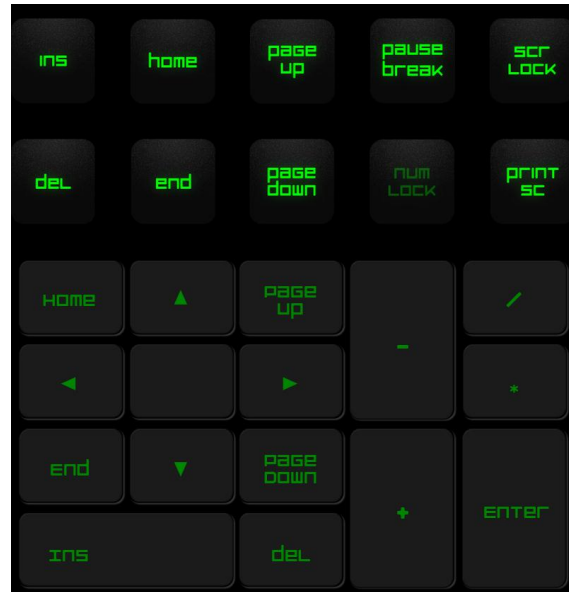 ins
home
page
up
pause
break
scr
lock
del
end
page
down
num
lock
print
sc
Home
▲
page
up
-
/
◄
►
*
End
▼
page
down
+
Enter
Ins
del